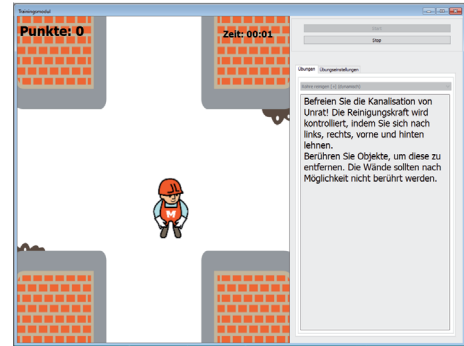 Trainingsmodul
Punkte: 0
Zeit: 00:01
Start
Stop
Übungen Übungseinstellungen
Befreien Sie die Kanalisation von
Unrat! Die Reinigungskraft wird
kontrolliert, indem Sie sich nach
links, rechts, vorne und hinten
lehnen.
Berühren Sie Objekte, um diese zu
entfernen. Die Wände sollten nach
Möglichkeit nicht berührt werden.
M